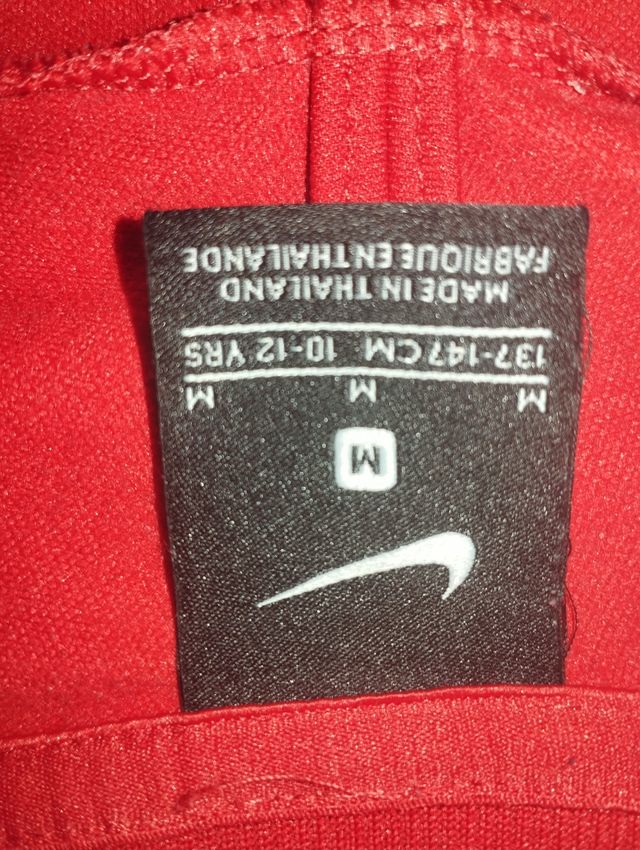 M
M M M
137-147CM 10-12 YRS
MADE IN THAILAND
FABRIQUE EN THAILANDE